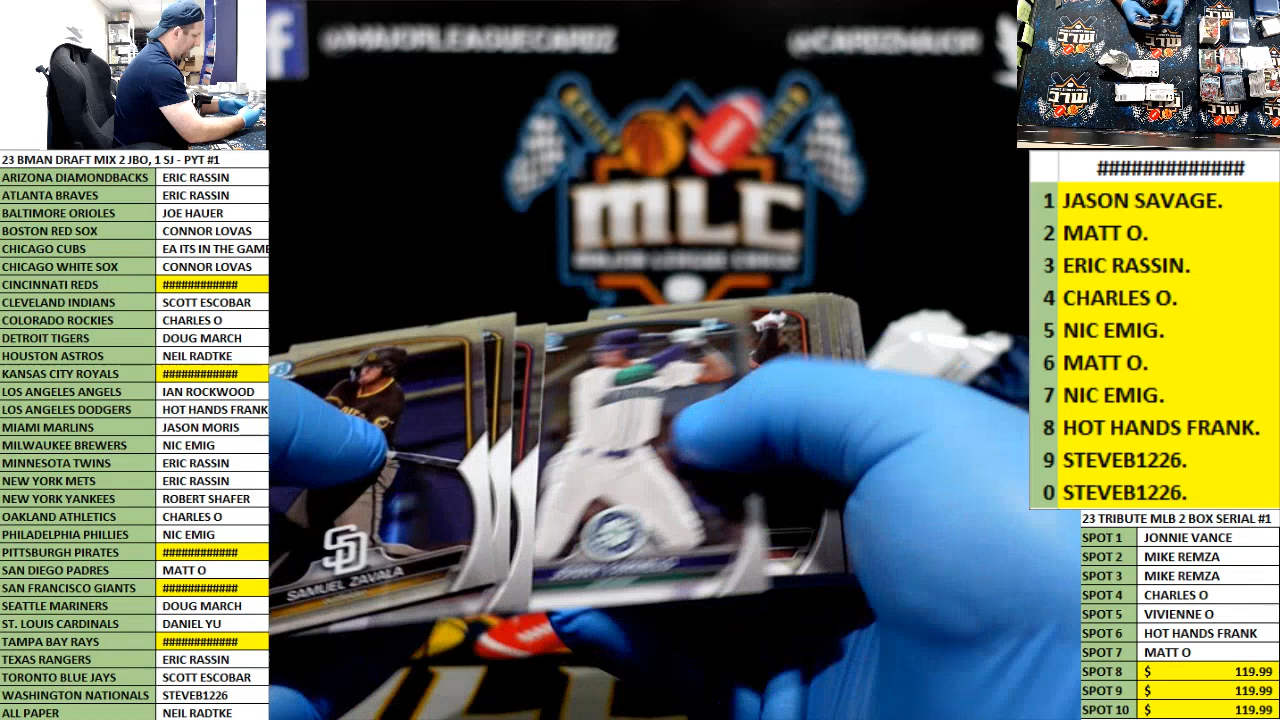 @MAJORLEAGUECARDZ
@CARDZMAJOR
MLC
23 BMAN DRAFT MIX 2 JBO, 1 SJ - PYT #1
ARIZONA DIAMONDBACKS ERIC RASSIN
ATLANTA BRAVES ERIC RASSIN
BALTIMORE ORIOLES JOE HAUER
BOSTON RED SOX CONNOR LOVAS
CHICAGO CUBS EA ITS IN THE GAME
CHICAGO WHITE SOX CONNOR LOVAS
CINCINNATI REDS ############
CLEVELAND INDIANS SCOTT ESCOBAR
COLORADO ROCKIES CHARLES O
DETROIT TIGERS DOUG MARCH
HOUSTON ASTROS NEIL RADTKE
KANSAS CITY ROYALS ############
LOS ANGELES ANGELS IAN ROCKWOOD
LOS ANGELES DODGERS HOT HANDS FRANK
MIAMI MARLINS JASON MORIS
MILWAUKEE BREWERS NIC EMIG
MINNESOTA TWINS ERIC RASSIN
NEW YORK METS ERIC RASSIN
NEW YORK YANKEES ROBERT SHAFER
OAKLAND ATHLETICS CHARLES O
PHILADELPHIA PHILLIES NIC EMIG
PITTSBURGH PIRATES ############
SAN DIEGO PADRES MATT O
SAN FRANCISCO GIANTS ############
SEATTLE MARINERS DOUG MARCH
ST. LOUIS CARDINALS DANIEL YU
TAMPA BAY RAYS ############
TEXAS RANGERS ERIC RASSIN
TORONTO BLUE JAYS SCOTT ESCOBAR
WASHINGTON NATIONALS STEVEB1226
ALL PAPER NEIL RADTKE
SD
SAMUEL ZAVALA
#############
1 JASON SAVAGE.
2 MATT O.
3 ERIC RASSIN.
4 CHARLES O.
5 NIC EMIG.
6 MATT O.
7 NIC EMIG.
8 HOT HANDS FRANK.
9 STEVEB1226.
0 STEVEB1226.
23 TRIBUTE MLB 2 BOX SERIAL #1
SPOT 1 JONNIE VANCE
SPOT 2 MIKE REMZA
SPOT 3 MIKE REMZA
SPOT 4 CHARLES O
SPOT 5 VIVIENNE O
SPOT 6 HOT HANDS FRANK
SPOT 7 MATT O
SPOT 8 $ 119.99
SPOT 9 $ 119.99
SPOT 10 $ 119.99